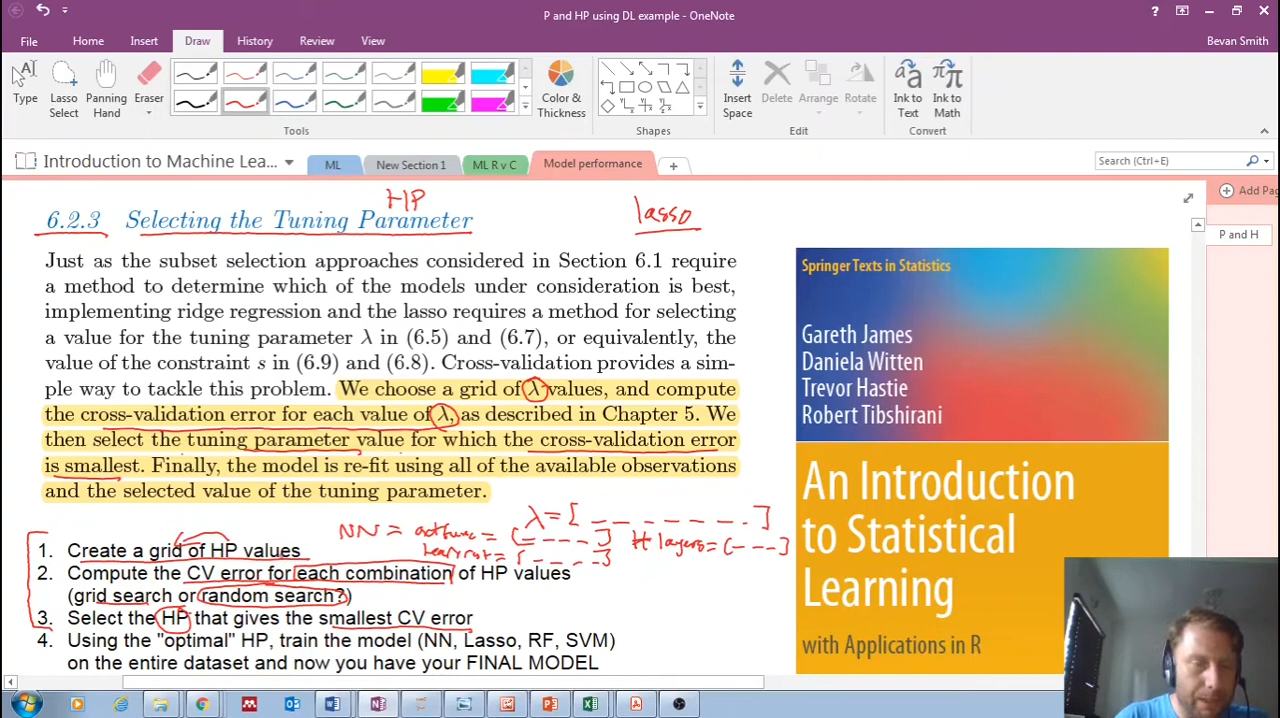 P and HP using DL example - OneNote
?
File Home Insert Draw History Review View
Bevan Smith
Type
Lasso Select
Panning Hand
Eraser
Color & Thickness
Insert Space
Delete
Arrange
Rotate
Ink to Text
Ink to Math
Tools
Shapes
Edit
Convert
Introduction to Machine Lea...
ML
New Section 1
ML R v C
Model performance
Search (Ctrl+E)
Add Pag
P and H
HP
6.2.3 Selecting the Tuning Parameter
lasso
Just as the subset selection approaches considered in Section 6.1 require
a method to determine which of the models under consideration is best,
implementing ridge regression and the lasso requires a method for selecting
a value for the tuning parameter λ in (6.5) and (6.7), or equivalently, the
value of the constraint s in (6.9) and (6.8). Cross-validation provides a sim-
ple way to tackle this problem. We choose a grid of λ values, and compute
the cross-validation error for each value of λ, as described in Chapter 5. We
then select the tuning parameter value for which the cross-validation error
is smallest. Finally, the model is re-fit using all of the available observations
and the selected value of the tuning parameter.
λ = [ _ _ _ _ _ _ _ . ]
NN = = [ _ _ _ _ ] # layers = [ _ _ _ ]
= [ _ _ _ _ ]
1. Create a grid of HP values
2. Compute the CV error for each combination of HP values
(grid search or random search?)
3. Select the HP that gives the smallest CV error
4. Using the "optimal" HP, train the model (NN, Lasso, RF, SVM)
on the entire dataset and now you have your FINAL MODEL
Springer Texts in Statistics
Gareth James
Daniela Witten
Trevor Hastie
Robert Tibshirani
An Introduction
to Statistical
Learning
with Applications in R